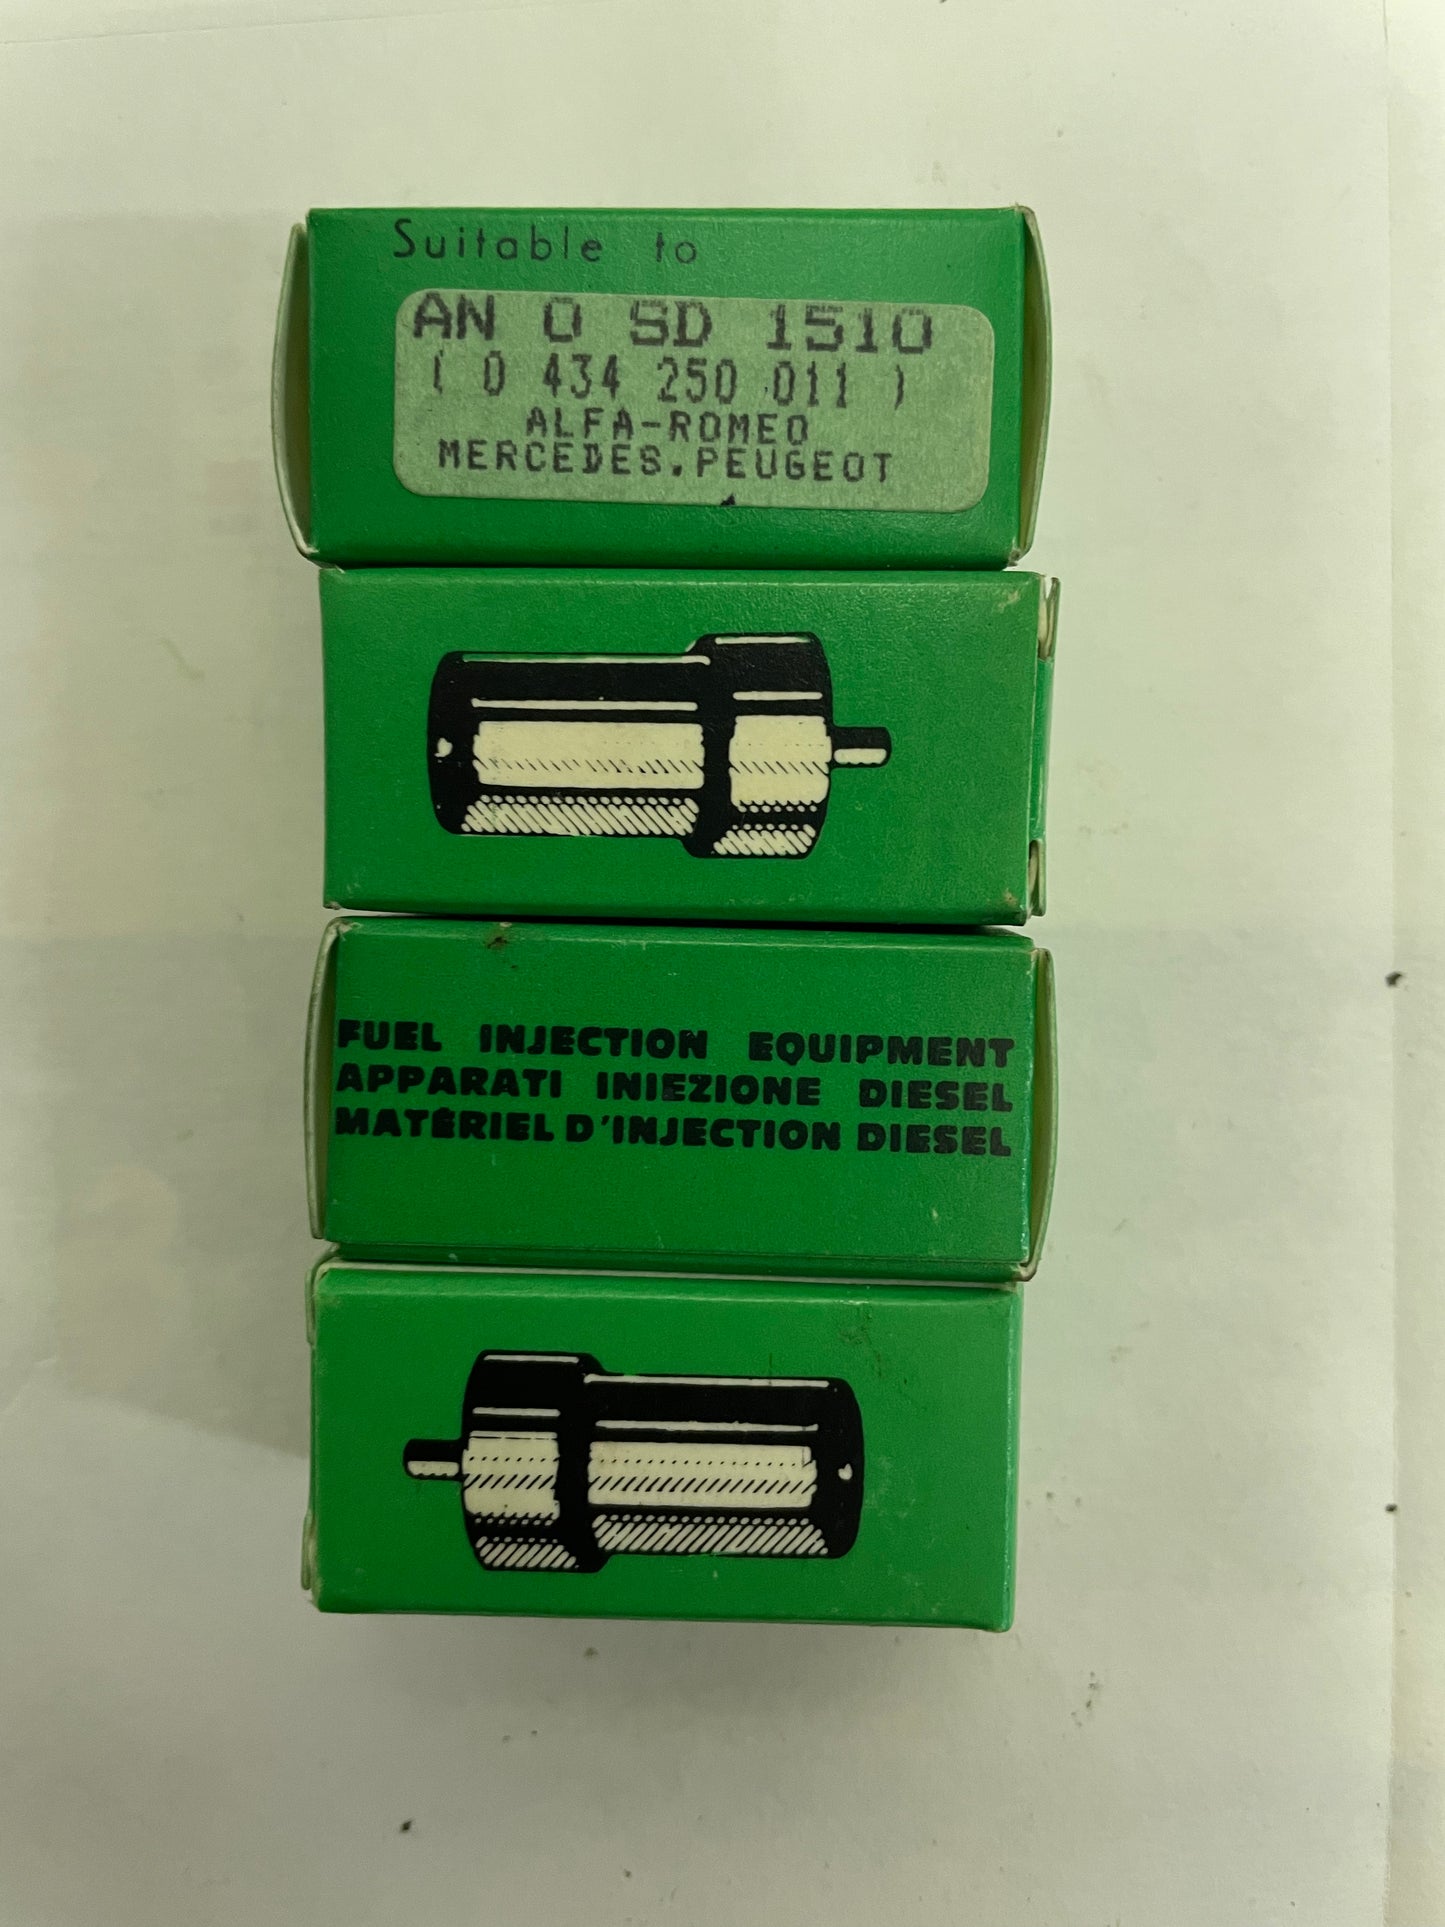 Suitable to
AN 0 SD 1510
( 0 434 250 011 )
ALFA-ROMEO
MERCEDES.PEUGEOT
FUEL INJECTION EQUIPMENT
APPARATI INIEZIONE DIESEL
MATÉRIEL D'INJECTION DIESEL